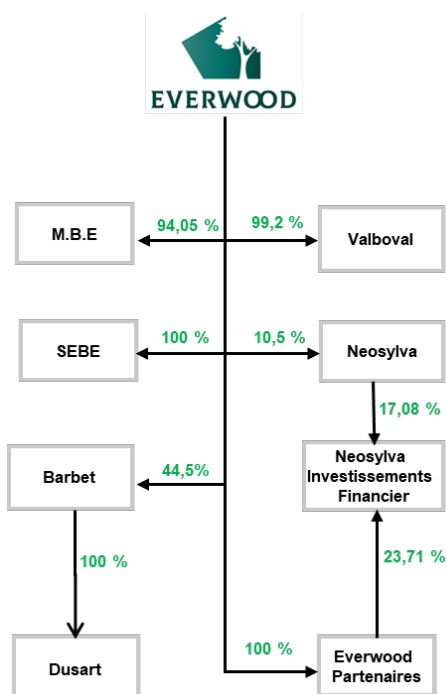 EVERWOOD
94,05 %
99,2 %
M.B.E
Valboval
100 %
10,5 %
SEBE
Neosylva
17,08 %
44,5%
Barbet
Neosylva
Investissements
Financier
100 %
23,71 %
100 %
Dusart
Everwood
Partenaires